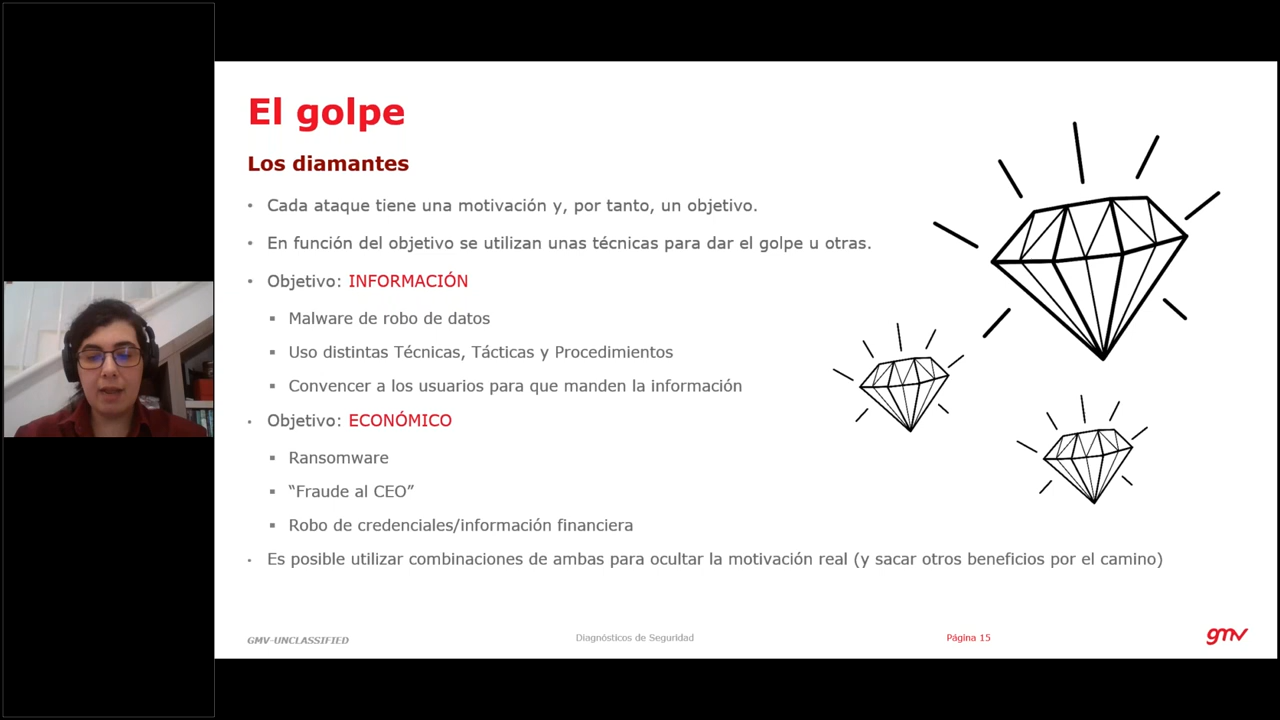 El golpe
Los diamantes
• Cada ataque tiene una motivación y, por tanto, un objetivo.
• En función del objetivo se utilizan unas técnicas para dar el golpe u otras.
• Objetivo: INFORMACIÓN
▪ Malware de robo de datos
▪ Uso distintas Técnicas, Tácticas y Procedimientos
▪ Convencer a los usuarios para que manden la información
• Objetivo: ECONÓMICO
▪ Ransomware
▪ “Fraude al CEO”
▪ Robo de credenciales/información financiera
• Es posible utilizar combinaciones de ambas para ocultar la motivación real (y sacar otros beneficios por el camino)
GMV-UNCLASSIFIED
Diagnósticos de Seguridad
Página 15
gmv